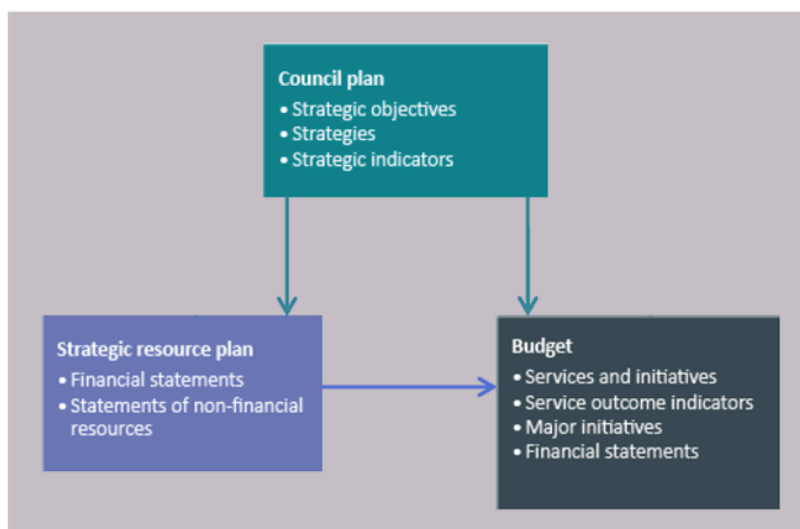 Council plan
• Strategic objectives
• Strategies
• Strategic indicators
Strategic resource plan
• Financial statements
• Statements of non-financial
resources
Budget
• Services and initiatives
• Service outcome indicators
• Major initiatives
• Financial statements